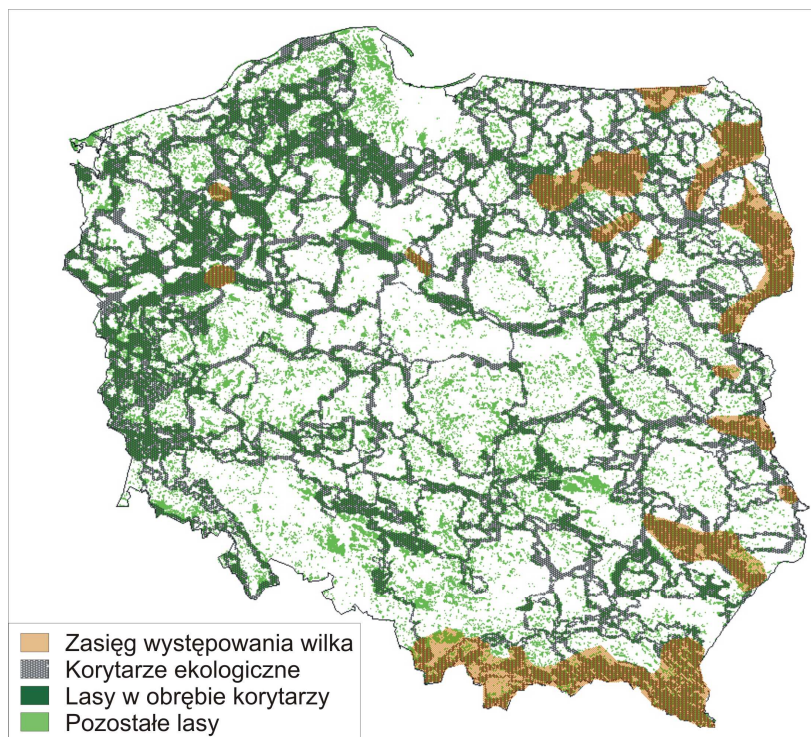 Zasięg występowania wilka
Korytarze ekologiczne
Lasy w obrębie korytarzy
Pozostałe lasy